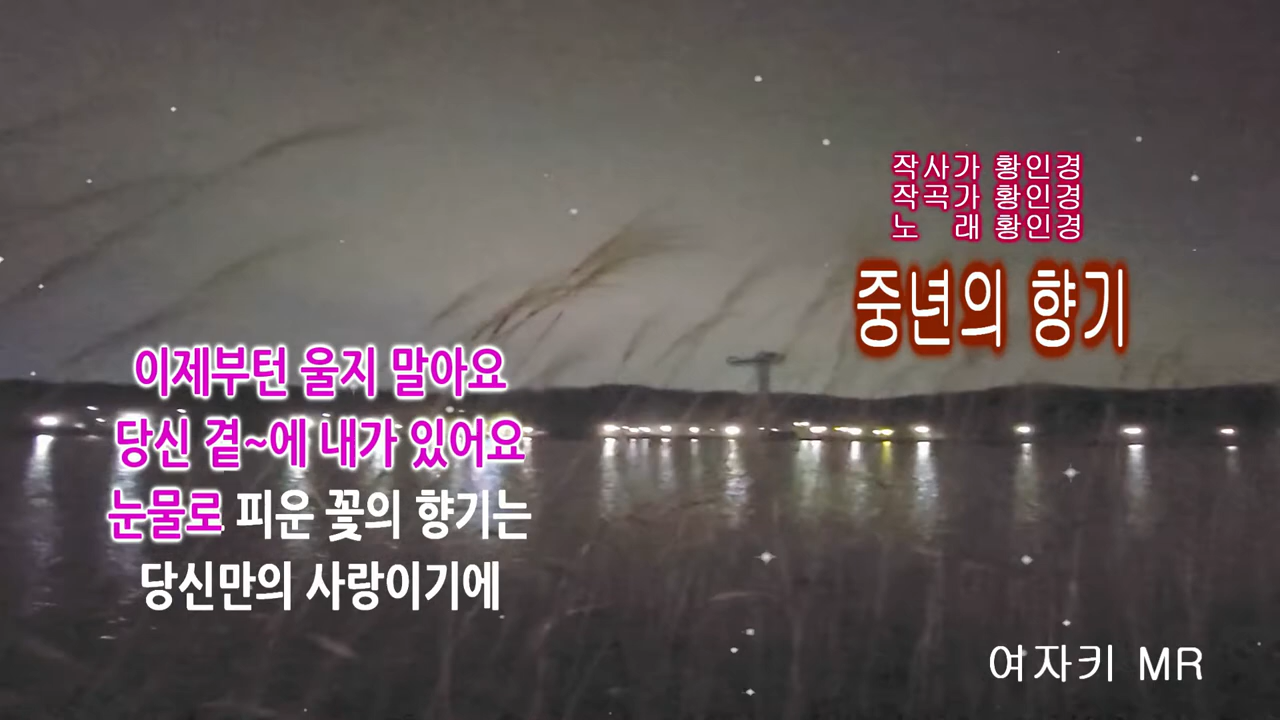 작사가 황인경
작곡가 황인경
노 래 황인경
중년의 향기
이제부턴 울지 말아요
당신 곁~에 내가 있어요
눈물로 피운 꽃의 향기는
당신만의 사랑이기에
여자키 MR